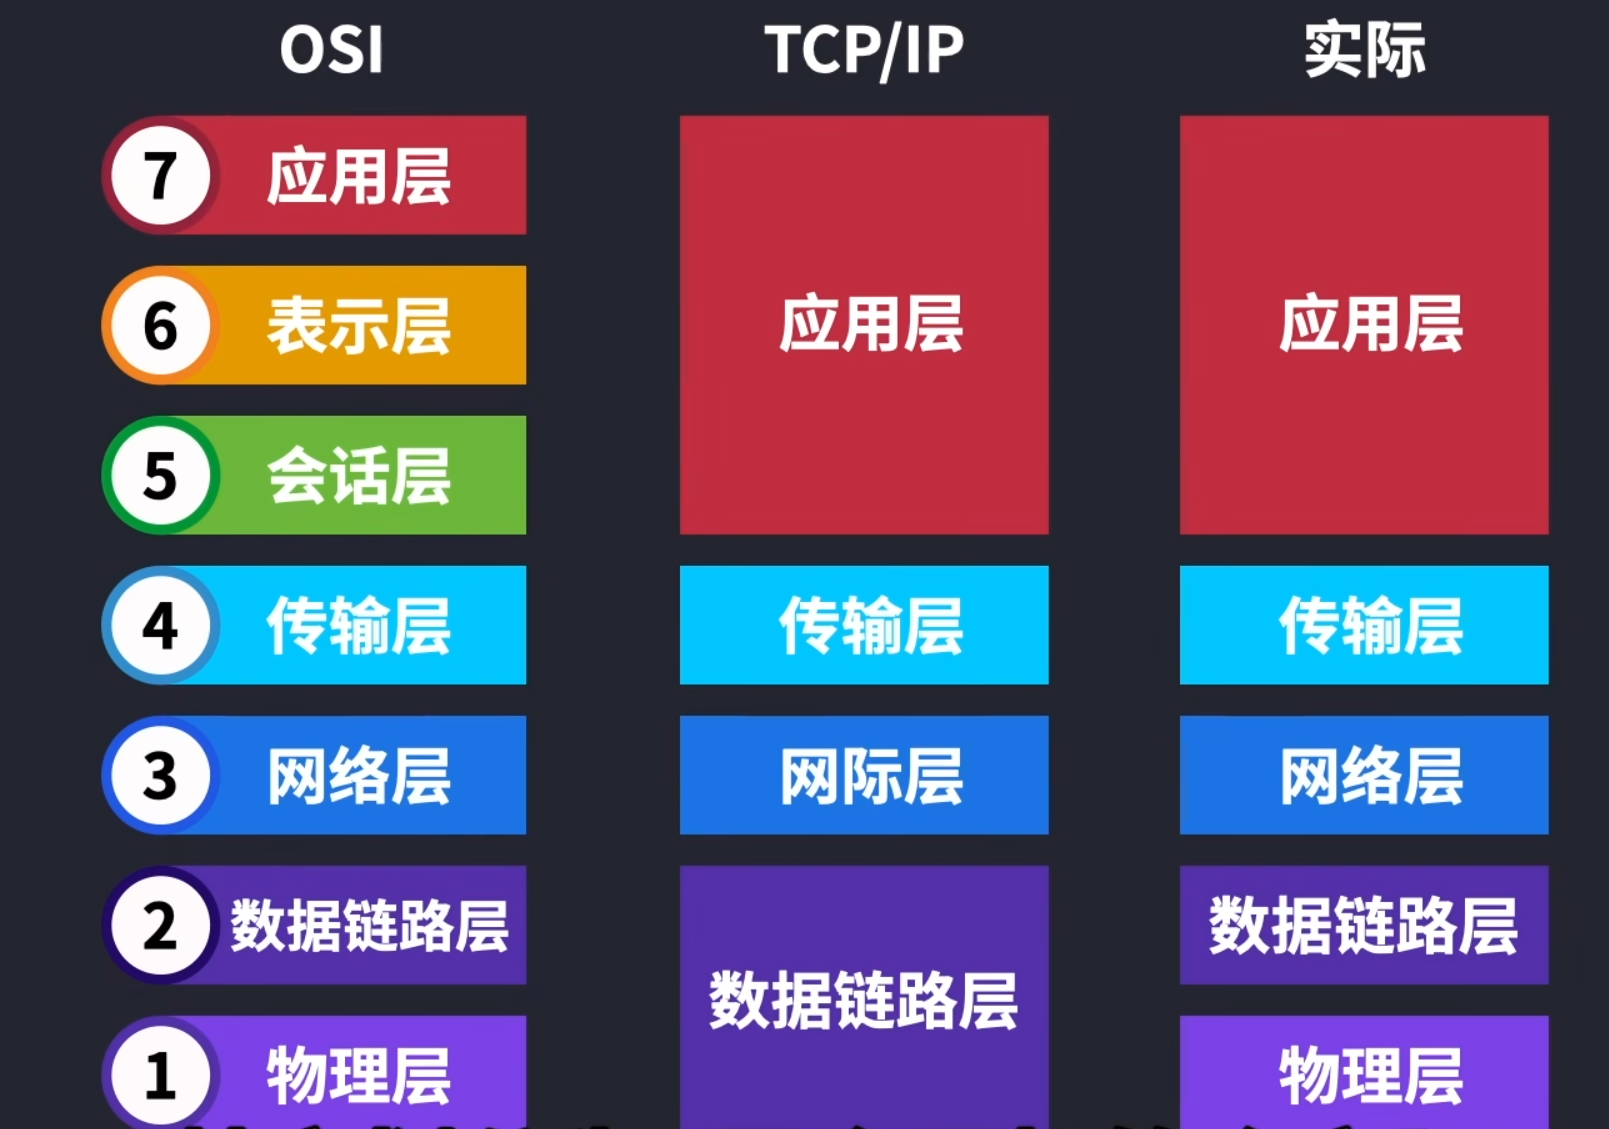 OSI TCP/IP 实际
7 应用层
6 表示层
5 会话层
应用层
应用层
4 传输层 传输层 传输层
3 网络层 网际层 网络层
2 数据链路层 数据链路层
数据链路层
1 物理层 物理层